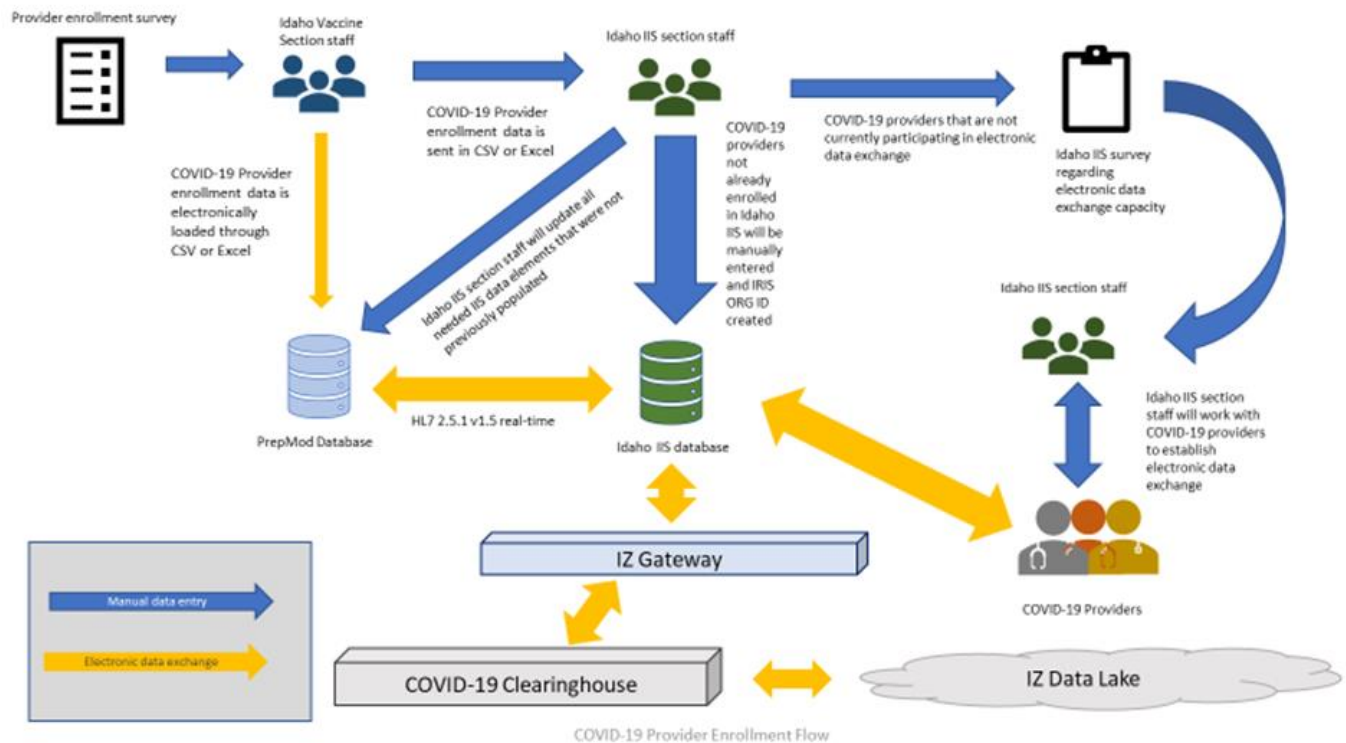 Provider enrollment survey
Idaho Vaccine
Section staff
Idaho IIS section staff
COVID-19 Provider
enrollment data is
sent in CSV or Excel
COVID-19 Provider
enrollment data is
electronically
loaded through
CSV or Excel
Idaho IIS section staff will update all
needed IIS data elements that were not
previously populated
COVID-19
providers
not
already
enrolled
in Idaho
IIS will be
manually
entered
and IRIS
ORG ID
created
COVID-19 providers that are not
currently participating in electronic
data exchange
Idaho IIS survey
regarding
electronic data
exchange capacity
Idaho IIS section staff
Idaho IIS section
staff will work with
COVID-19 providers
to establish
electronic data
exchange
PrepMod Database
HL7 2.5.1 v1.5 real-time
Idaho IIS database
COVID-19 Providers
IZ Gateway
Manual data entry
Electronic data exchange
COVID-19 Clearinghouse
IZ Data Lake
COVID-19 Provider Enrollment Flow